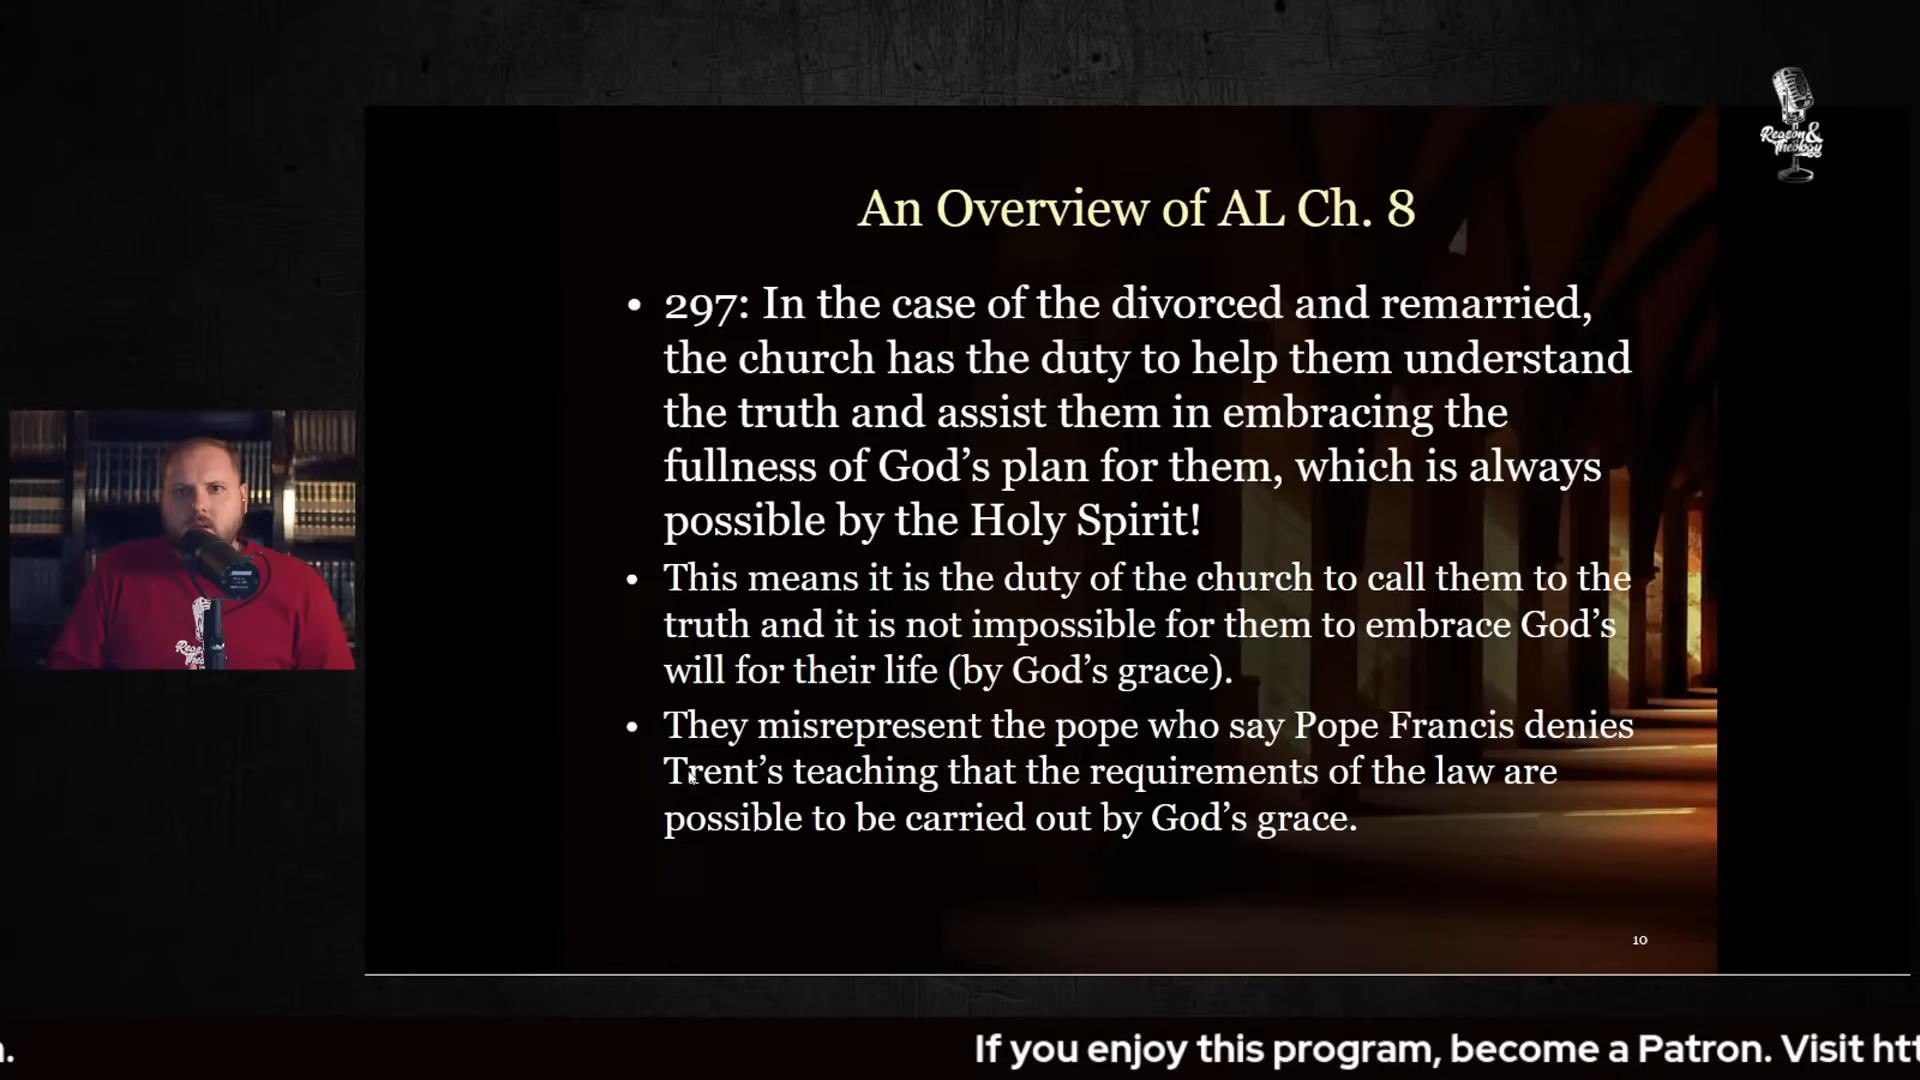 Reason &
Theology
An Overview of AL Ch. 8
• 297: In the case of the divorced and remarried,
the church has the duty to help them understand
the truth and assist them in embracing the
fullness of God’s plan for them, which is always
possible by the Holy Spirit!
• This means it is the duty of the church to call them to the
truth and it is not impossible for them to embrace God’s
will for their life (by God’s grace).
• They misrepresent the pope who say Pope Francis denies
Trent’s teaching that the requirements of the law are
possible to be carried out by God’s grace.
10
If you enjoy this program, become a Patron. Visit htt